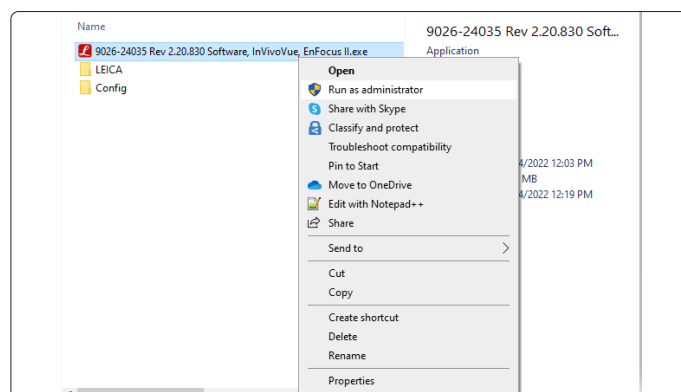 Name
9026-24035 Rev 2.20.830 Software, InVivoVue, EnFocus II.exe
LEICA
Config
9026-24035 Rev 2.20.830 Soft...
Application
Open
Run as administrator
Share with Skype
Classify and protect
Troubleshoot compatibility
Pin to Start
Move to OneDrive
Edit with Notepad++
Share
Send to
Cut
Copy
Create shortcut
Delete
Rename
Properties
4/2022 12:03 PM
MB
4/2022 12:19 PM